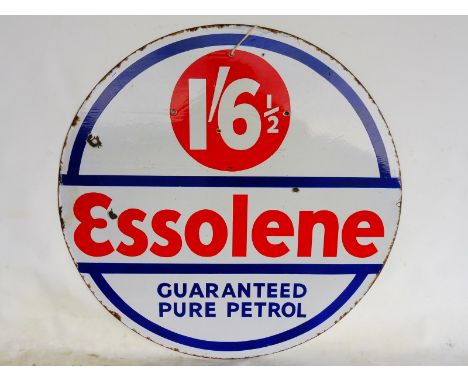 1/6½
Essolene
GUARANTEED
PURE PETROL